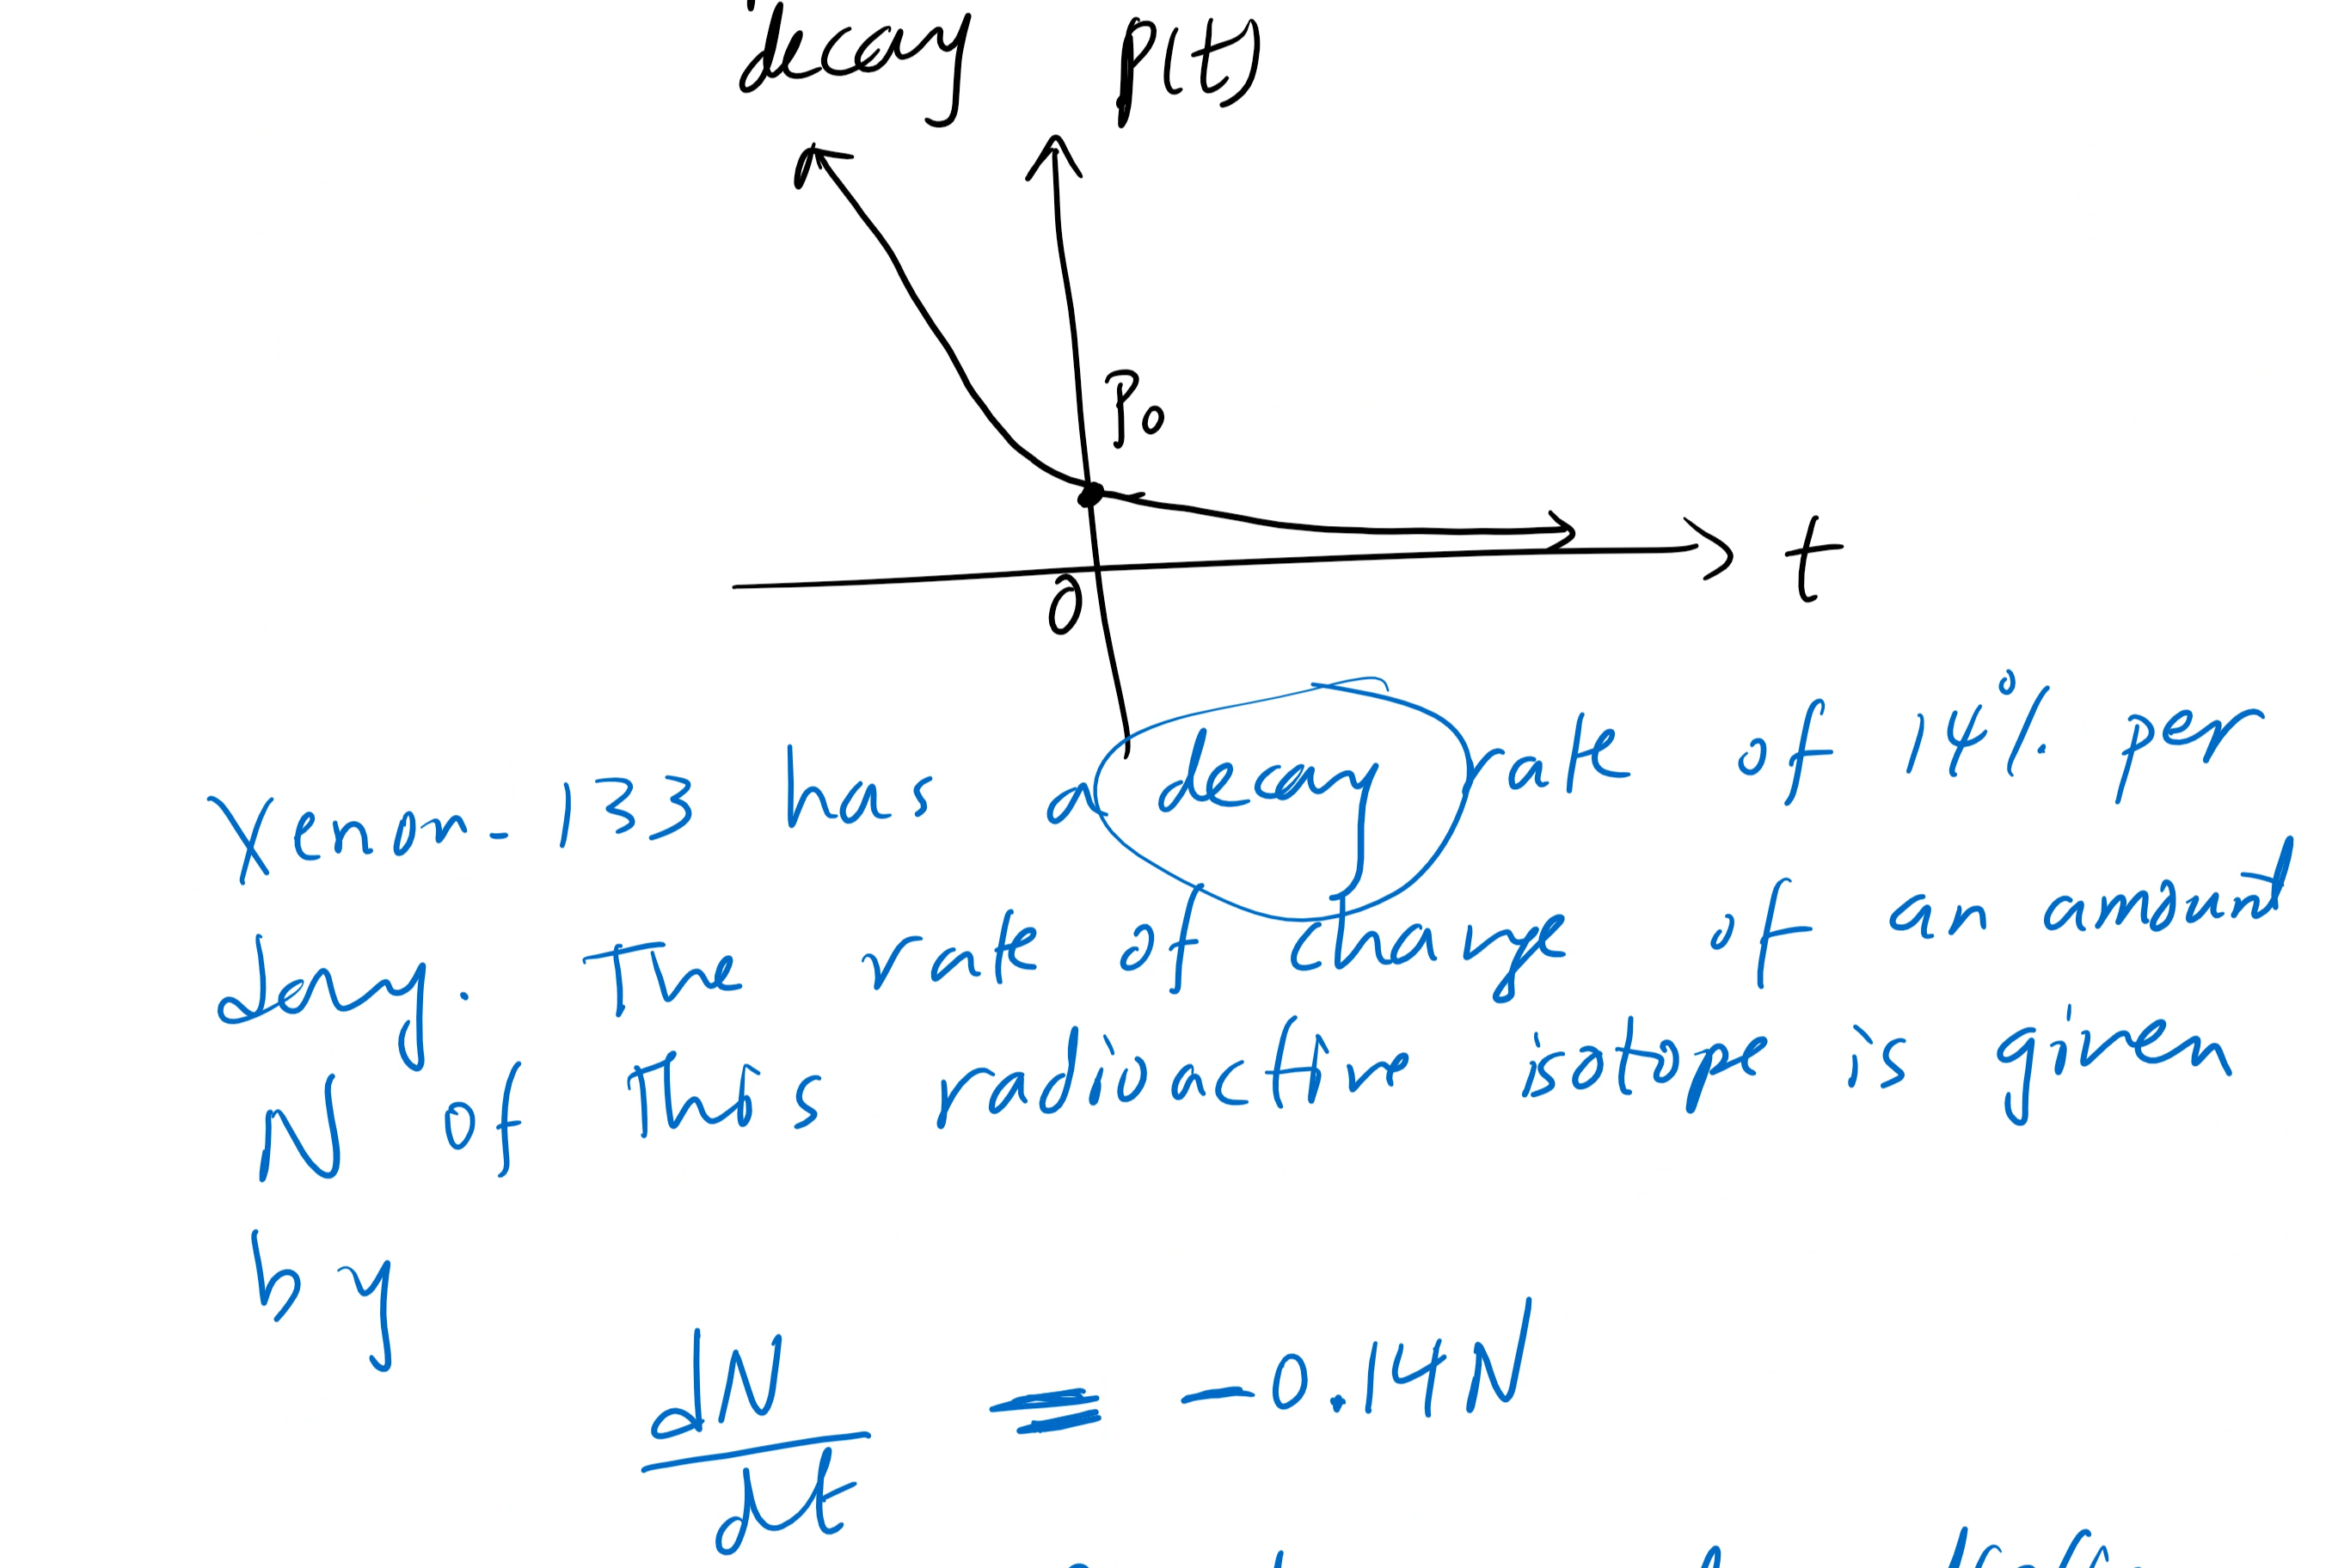 decay P(t)
P0
t
0
Xenon-133 has a decay rate of 14% per
day. The rate of change of an amount
N of this radioactive isotope is given
by
dN
= -0.14N
dt